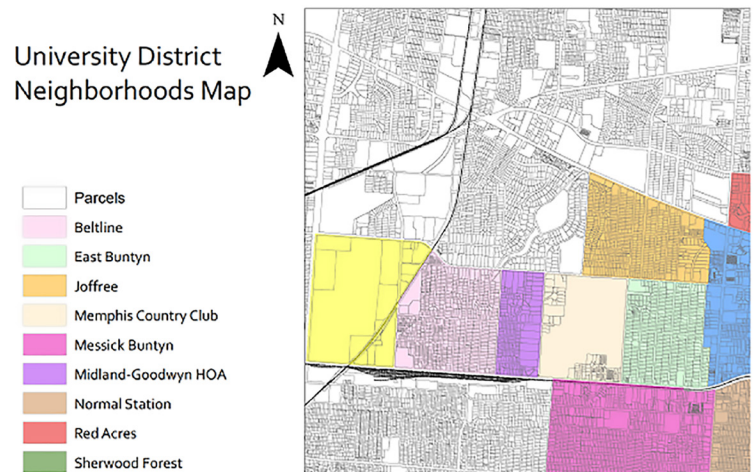 University District
Neighborhoods Map
N
Parcels
Beltline
East Buntyn
Joffree
Memphis Country Club
Messick Buntyn
Midland-Goodwyn HOA
Normal Station
Red Acres
Sherwood Forest